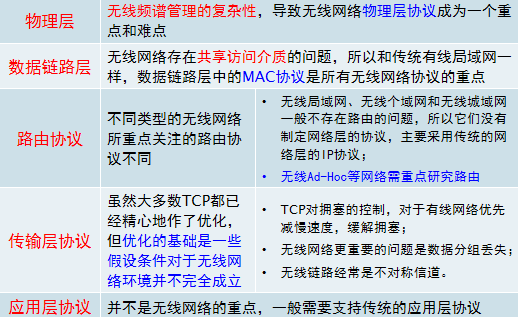 物理层
无线频谱管理的复杂性，导致无线网络物理层协议成为一个重
点和难点
数据链路层
无线网络存在共享访问介质的问题，所以和传统有线局域网一
样，数据链路层中的MAC协议是所有无线网络协议的重点
路由协议
不同类型的无线网络
所重点关注的路由协
议不同
• 无线局域网、无线个域网和无线城域网
一般不存在路由的问题，所以它们没有
制定网络层的协议，主要采用传统的网
络层的IP协议；
• 无线Ad-Hoc等网络需重点研究路由
传输层协议
虽然大多数TCP都已
经精心地作了优化，
但优化的基础是一些
假设条件对于无线网
络环境并不完全成立
• TCP对拥塞的控制，对于有线网络优先
减慢速度，缓解拥塞；
• 无线网络更重要的问题是数据分组丢失；
• 无线链路经常是不对称信道。
应用层协议
并不是无线网络的重点，一般需要支持传统的应用层协议